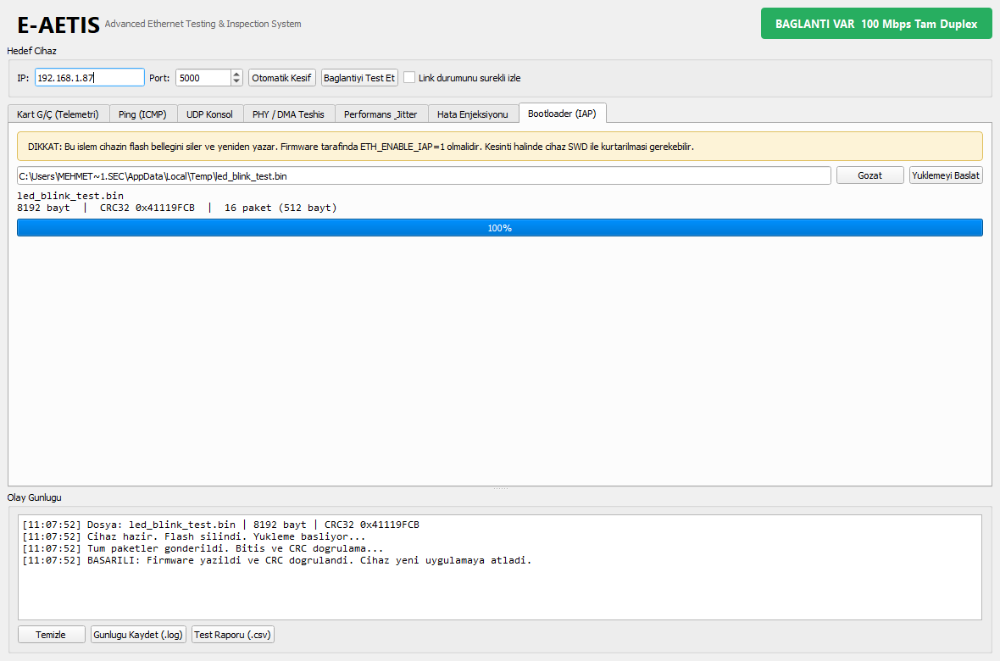 E-AETIS Advanced Ethernet Testing & Inspection System
BAGLANTI VAR 100 Mbps Tam Duplex
Hedef Cihaz
IP: 192.168.1.87 Port: 5000 Otomatik Kesif Baglantiyi Test Et Link durumunu surekli izle
Kart G/Ç (Telemetri) Ping (ICMP) UDP Konsol PHY / DMA Teshis Performans _Jitter Hata Enjeksiyonu Bootloader (IAP)
DIKKAT: Bu islem cihazin flash bellegini siler ve yeniden yazar. Firmware tarafinda ETH_ENABLE_IAP=1 olmalidir. Kesinti halinde cihaz SWD ile kurtarilmasi gerekebilir.
C:\Users\MEHMET~1.SEC\AppData\Local\Temp\led_blink_test.bin Gozat Yuklemeyi Baslat
led_blink_test.bin
8192 bayt | CRC32 0x41119FCB | 16 paket (512 bayt)
100%
Olay Gunlugu
[11:07:52] Dosya: led_blink_test.bin | 8192 bayt | CRC32 0x41119FCB
[11:07:52] Cihaz hazir. Flash silindi. Yukleme basliyor...
[11:07:52] Tum paketler gonderildi. Bitis ve CRC dogrulama...
[11:07:52] BASARILI: Firmware yazildi ve CRC dogrulandi. Cihaz yeni uygulamaya atladi.
Temizle Gunlugu Kaydet (.log) Test Raporu (.csv)